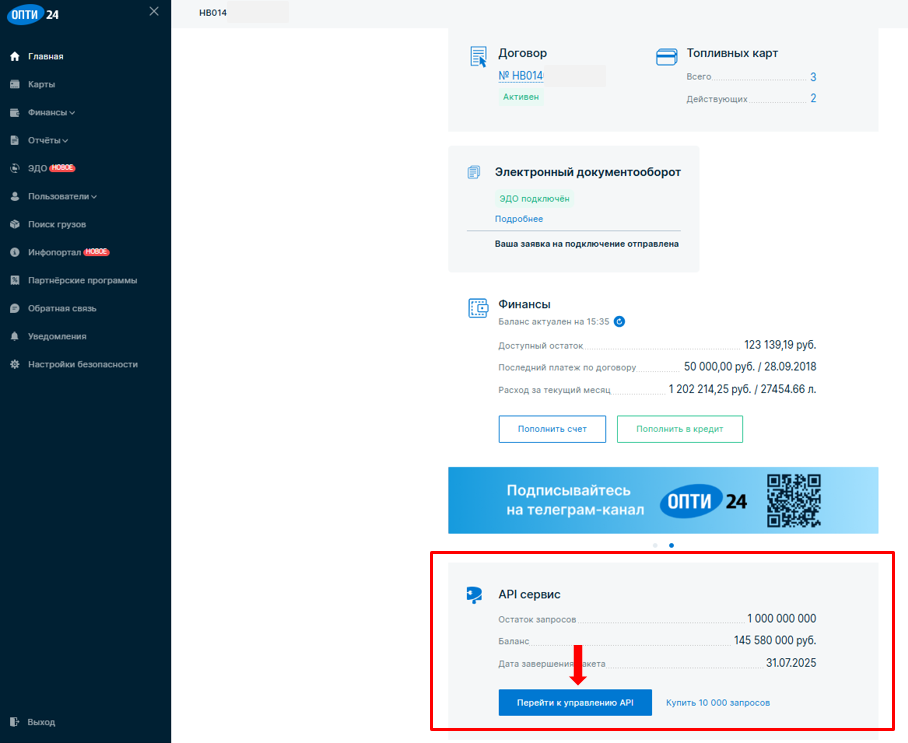 ОПТИ 24
Главная
Карты
Финансы
Отчёты
ЭДО НОВОЕ
Пользователи
Поиск грузов
Инфопортал НОВОЕ
Партнёрские программы
Обратная связь
Уведомления
Настройки безопасности
Выход
НВ014
Договор
№ НВ014
Активен
Топливных карт
Всего 3
Действующих 2
Электронный документооборот
ЭДО подключён
Подробнее
Ваша заявка на подключение отправлена
Финансы
Баланс актуален на 15:35
Доступный остаток 123 139,19 руб.
Последний платеж по договору 50 000,00 руб. / 28.09.2018
Расход за текущий месяц 1 202 214,25 руб. / 27454.66 л.
Пополнить счет
Пополнить в кредит
Подписывайтесь
на телеграм-канал
ОПТИ 24
API сервис
Остаток запросов 1 000 000 000
Баланс 145 580 000 руб.
Дата завершения 31.07.2025
Перейти к управлению API
Купить 10 000 запросов